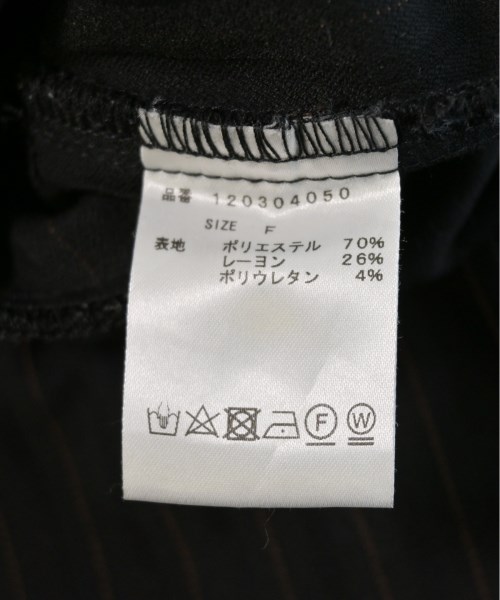 品番 120304050
SIZE F
表地 ポリエステル 70%
レーヨン 26%
ポリウレタン 4%
F W